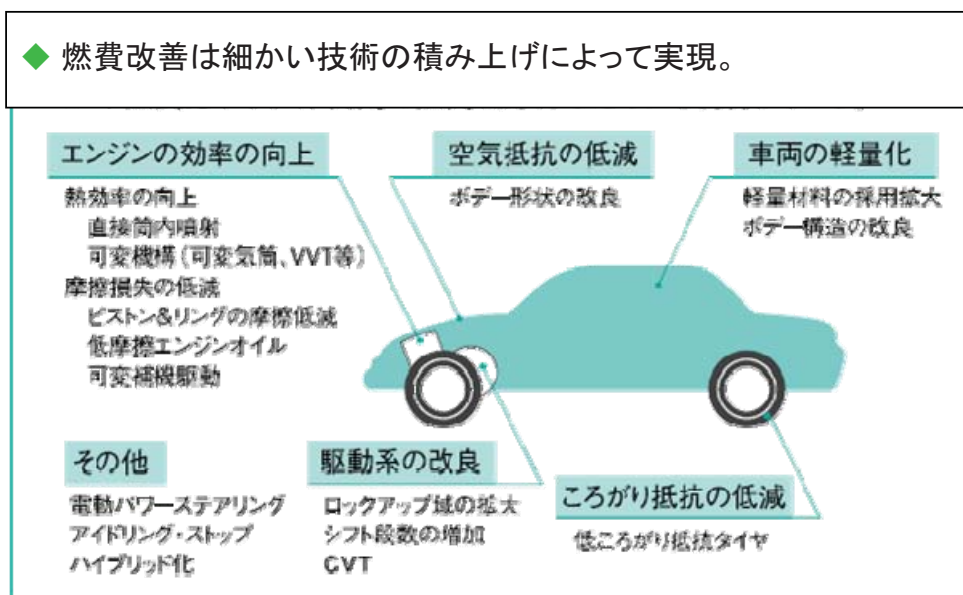 ◆ 燃費改善は細かい技術の積み上げによって実現。
エンジンの効率の向上
熱効率の向上
直接筒内噴射
可変機構（可変気筒、VVT等）
摩擦損失の低減
ピストン&リングの摩擦低減
低摩擦エンジンオイル
可変補機駆動
空気抵抗の低減
ボデー形状の改良
車両の軽量化
軽量材料の採用拡大
ボデー構造の改良
その他
電動パワーステアリング
アイドリング・ストップ
ハイブリッド化
駆動系の改良
ロックアップ域の拡大
シフト段数の増加
CVT
ころがり抵抗の低減
低ころがり抵抗タイヤ